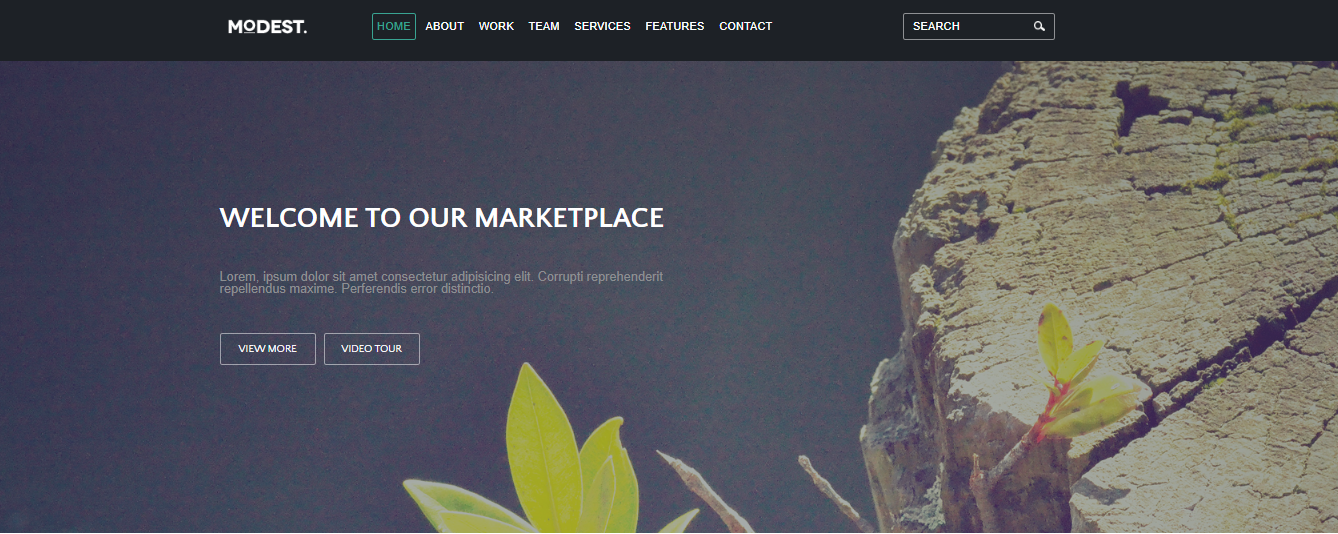 MODEST.
HOME ABOUT WORK TEAM SERVICES FEATURES CONTACT
SEARCH
WELCOME TO OUR MARKETPLACE
Lorem, ipsum dolor sit amet consectetur adipisicing elit. Corrupti reprehenderit
repellendus maxime. Perferendis error distinctio.
VIEW MORE VIDEO TOUR